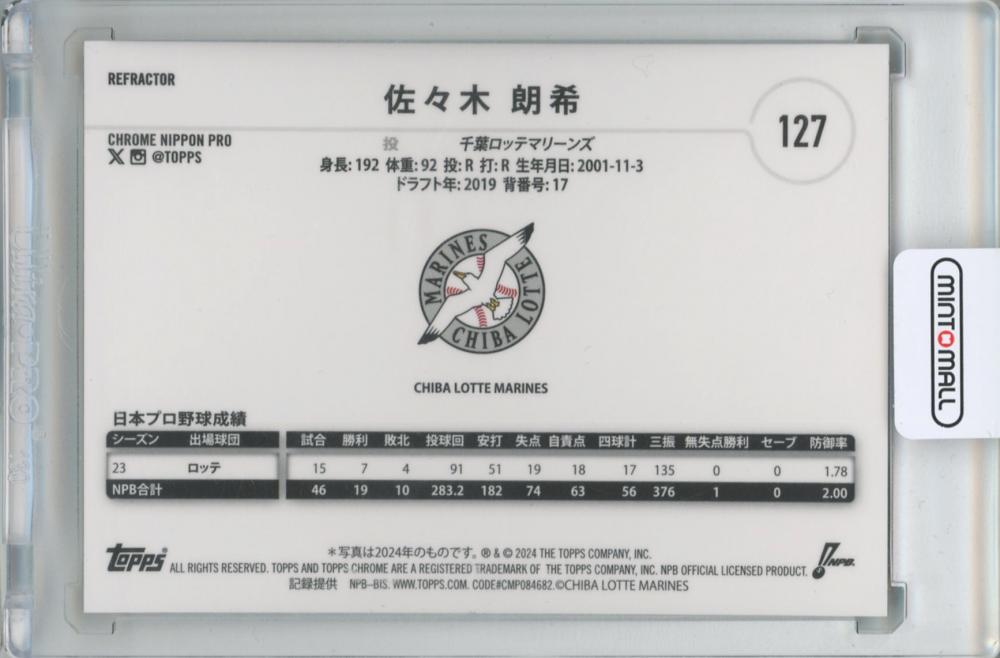 REFRACTOR
佐々木 朗希
127
CHROME NIPPON PRO
@TOPPS
投 千葉ロッテマリーンズ
身長: 192 体重: 92 投: R 打: R 生年月日: 2001-11-3
ドラフト年: 2019 背番号: 17
MARINES
CHIBA LOTTE
CHIBA LOTTE MARINES
MINT MALL
日本プロ野球成績
シーズン 出場球団 試合 勝利 敗北 投球回 安打 失点 自責点 四球計 三振 無失点勝利 セーブ 防御率
23 ロッテ 15 7 4 91 51 19 18 17 135 0 0 1.78
NPB合計 46 19 10 283.2 182 74 63 56 376 1 0 2.00
＊写真は2024年のものです。® & © 2024 THE TOPPS COMPANY, INC.
topps ALL RIGHTS RESERVED. TOPPS AND TOPPS CHROME ARE A REGISTERED TRADEMARK OF THE TOPPS COMPANY, INC. NPB OFFICIAL LICENSED PRODUCT. NPB.
記録提供 NPB-BIS. WWW.TOPPS.COM. CODE#CMP084682.©CHIBA LOTTE MARINES